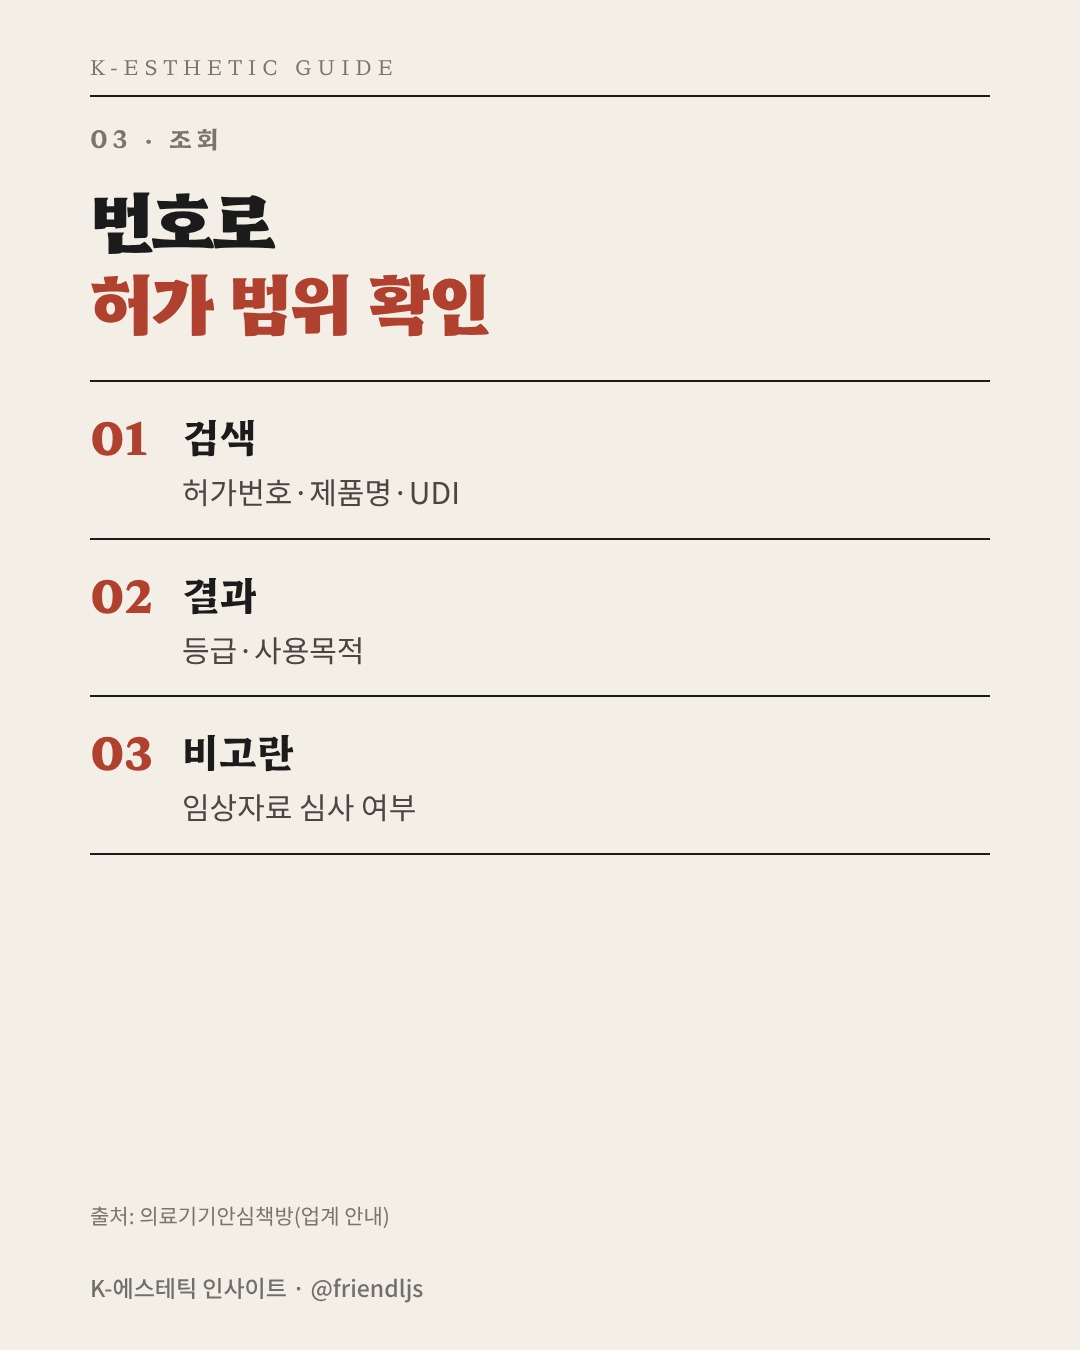 K-ESTHETIC GUIDE
03 · 조회
번호로
허가 범위 확인
01 검색
허가번호·제품명·UDI
02 결과
등급·사용목적
03 비고란
임상자료 심사 여부
출처: 의료기기안심책방(업계 안내)
K-에스테틱 인사이트 · @friendljs